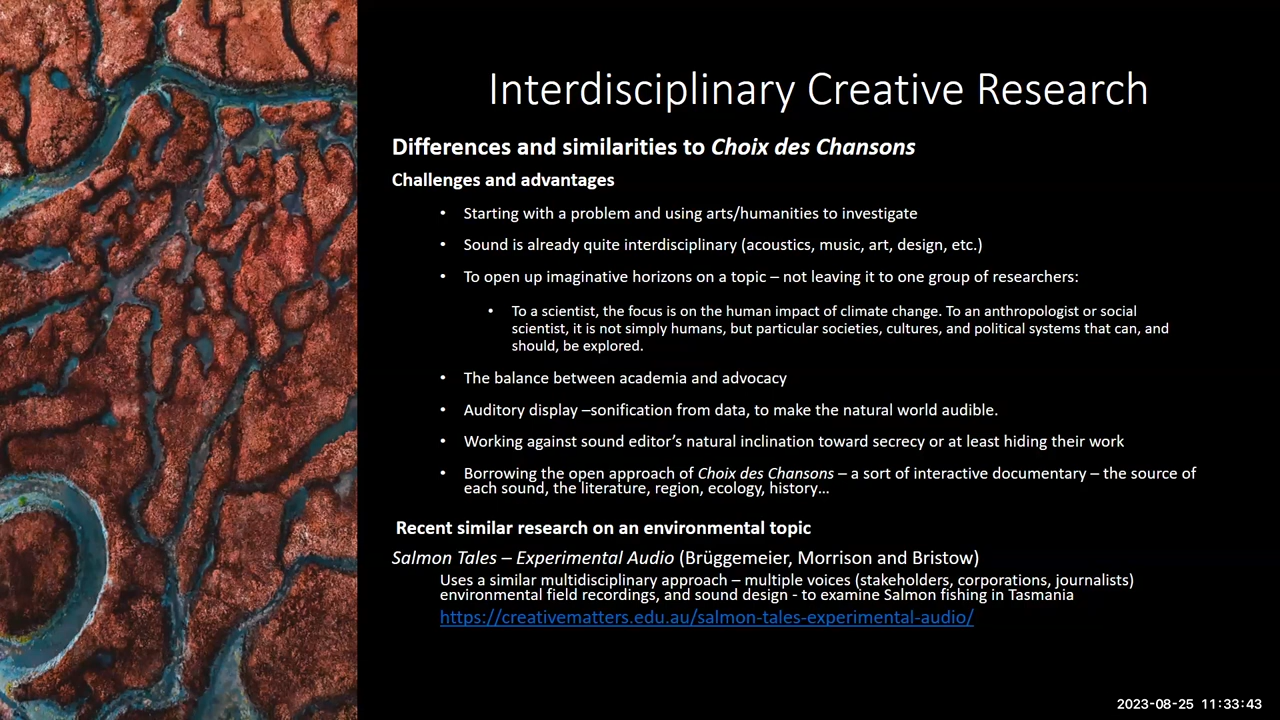 Interdisciplinary Creative Research
Differences and similarities to Choix des Chansons
Challenges and advantages
• Starting with a problem and using arts/humanities to investigate
• Sound is already quite interdisciplinary (acoustics, music, art, design, etc.)
• To open up imaginative horizons on a topic – not leaving it to one group of researchers:
• To a scientist, the focus is on the human impact of climate change. To an anthropologist or social
scientist, it is not simply humans, but particular societies, cultures, and political systems that can, and
should, be explored.
• The balance between academia and advocacy
• Auditory display –sonification from data, to make the natural world audible.
• Working against sound editor's natural inclination toward secrecy or at least hiding their work
• Borrowing the open approach of Choix des Chansons – a sort of interactive documentary – the source of
each sound, the literature, region, ecology, history…
Recent similar research on an environmental topic
Salmon Tales – Experimental Audio (Brüggemeier, Morrison and Bristow)
Uses a similar multidisciplinary approach – multiple voices (stakeholders, corporations, journalists)
environmental field recordings, and sound design - to examine Salmon fishing in Tasmania
https://creativematters.edu.au/salmon-tales-experimental-audio/
2023-08-25 11:33:43